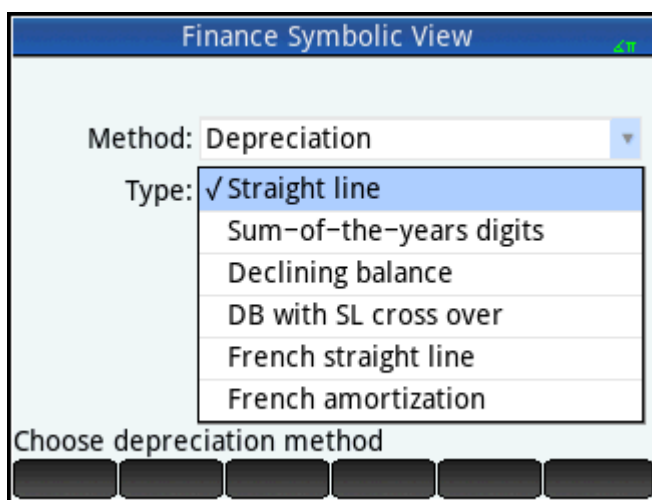 Finance Symbolic View
∡π
Method: Depreciation
Type: √ Straight line
Sum-of-the-years digits
Declining balance
DB with SL cross over
French straight line
French amortization
Choose depreciation method